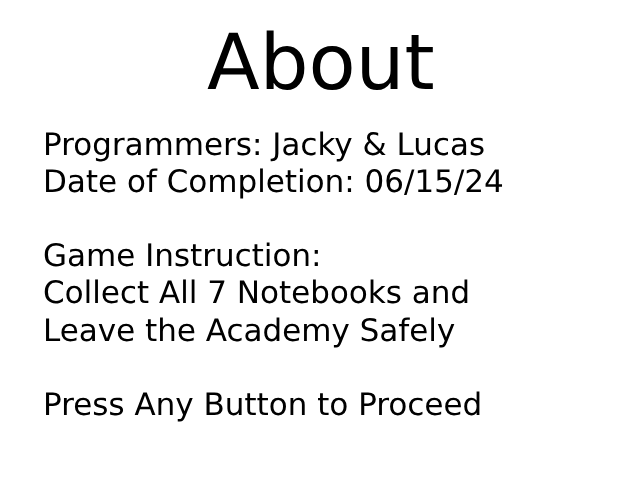 About
Programmers: Jacky & Lucas
Date of Completion: 06/15/24
Game Instruction:
Collect All 7 Notebooks and
Leave the Academy Safely
Press Any Button to Proceed